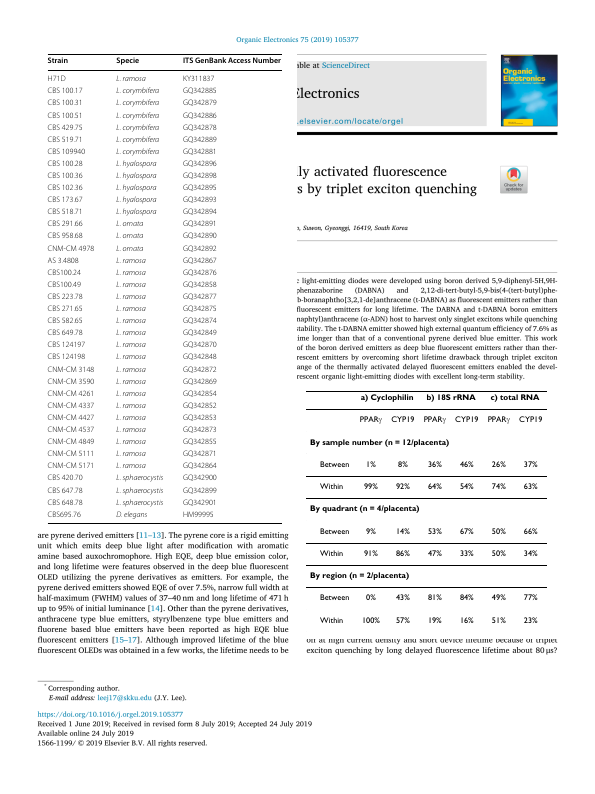 Organic Electronics 75 (2019) 105377
Strain Specie ITS GenBank Access Number
H71D L. ramosa KY311837
CBS 100.17 L. corymbifera GQ342885
CBS 100.31 L. corymbifera GQ342879
CBS 100.51 L. corymbifera GQ342886
CBS 429.75 L. corymbifera GQ342878
CBS 519.71 L. corymbifera GQ342889
CBS 109940 L. corymbifera GQ342881
CBS 100.28 L. hyalospora GQ342896
CBS 100.36 L. hyalospora GQ342898
CBS 102.36 L. hyalospora GQ342895
CBS 173.67 L. hyalospora GQ342893
CBS 518.71 L. hyalospora GQ342894
CBS 291.66 L. ornata GQ342891
CBS 958.68 L. ornata GQ342890
CNM-CM 4978 L. ornata GQ342892
AS 3.4808 L. ramosa GQ342867
CBS100.24 L. ramosa GQ342876
CBS100.49 L. ramosa GQ342858
CBS 223.78 L. ramosa GQ342877
CBS 271.65 L. ramosa GQ342875
CBS 582.65 L. ramosa GQ342874
CBS 649.78 L. ramosa GQ342849
CBS 124197 L. ramosa GQ342870
CBS 124198 L. ramosa GQ342848
CNM-CM 3148 L. ramosa GQ342872
CNM-CM 3590 L. ramosa GQ342869
CNM-CM 4261 L. ramosa GQ342854
CNM-CM 4337 L. ramosa GQ342852
CNM-CM 4427 L. ramosa GQ342853
CNM-CM 4537 L. ramosa GQ342873
CNM-CM 4849 L. ramosa GQ342855
CNM-CM 5111 L. ramosa GQ342871
CNM-CM 5171 L. ramosa GQ342864
CBS 420.70 L. sphaerocystis GQ342900
CBS 647.78 L. sphaerocystis GQ342899
CBS 648.78 L. sphaerocystis GQ342901
CBS695.76 D. elegans HM99995
are pyrene derived emitters [11–13]. The pyrene core is a rigid emitting
unit which emits deep blue light after modification with aromatic
amine based auxochromophore. High EQE, deep blue emission color,
and long lifetime were features observed in the deep blue fluorescent
OLED utilizing the pyrene derivatives as emitters. For example, the
pyrene derived emitters showed EQE of over 7.5%, narrow full width at
half-maximum (FWHM) values of 37–40 nm and long lifetime of 471 h
up to 95% of initial luminance [14]. Other than the pyrene derivatives,
anthracene type blue emitters, styrylbenzene type blue emitters and
fluorene based blue emitters have been reported as high EQE blue
fluorescent emitters [15–17]. Although improved lifetime of the blue
fluorescent OLEDs was obtained in a few works, the lifetime needs to be
able at ScienceDirect
lectronics
.elsevier.com/locate/orgel
Organic
Electronics
lly activated fluorescence
s by triplet exciton quenching
Check for
updates
, Suwon, Gyeonggi, 16419, South Korea
light-emitting diodes were developed using boron derived 5,9-diphenyl-5H,9H-
phenazaborine (DABNA) and 2,12-di-tert-butyl-5,9-bis(4-(tert-butyl)phe-
-boranaphtho[3,2,1-de]anthracene (t-DABNA) as fluorescent emitters rather than
fluorescent emitters for long lifetime. The DABNA and t-DABNA boron emitters
naphtyl)anthracene (α-ADN) host to harvest only singlet excitons while quenching
tability. The t-DABNA emitter showed high external quantum efficiency of 7.6% as
ime longer than that of a conventional pyrene derived blue emitter. This work
of the boron derived emitters as deep blue fluorescent emitters rather than ther-
rescent emitters by overcoming short lifetime drawback through triplet exciton
ange of the thermally activated delayed fluorescent emitters enabled the devel-
rescent organic light-emitting diodes with excellent long-term stability.
a) Cyclophilin b) 18S rRNA c) total RNA
PPARγ CYP19 PPARγ CYP19 PPARγ CYP19
By sample number (n = 12/placenta)
Between 1% 8% 36% 46% 26% 37%
Within 99% 92% 64% 54% 74% 63%
By quadrant (n = 4/placenta)
Between 9% 14% 53% 67% 50% 66%
Within 91% 86% 47% 33% 50% 34%
By region (n = 2/placenta)
Between 0% 43% 81% 84% 49% 77%
Within 100% 57% 19% 16% 51% 23%
off at high current density and short device lifetime because of triplet
exciton quenching by long delayed fluorescence lifetime about 80 μs?
* Corresponding author.
E-mail address: leej17@skku.edu (J.Y. Lee).
https://doi.org/10.1016/j.orgel.2019.105377
Received 1 June 2019; Received in revised form 8 July 2019; Accepted 24 July 2019
Available online 24 July 2019
1566-1199/ © 2019 Elsevier B.V. All rights reserved.